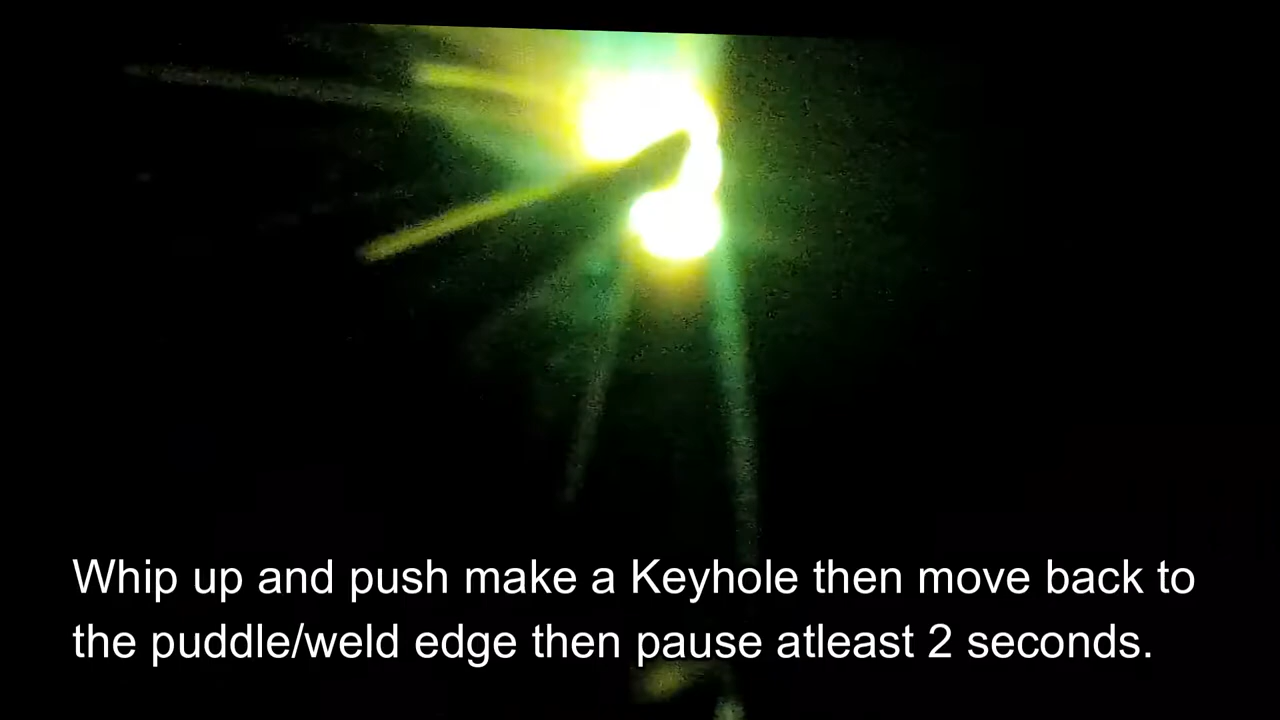 Whip up and push make a Keyhole then move back to
the puddle/weld edge then pause atleast 2 seconds.